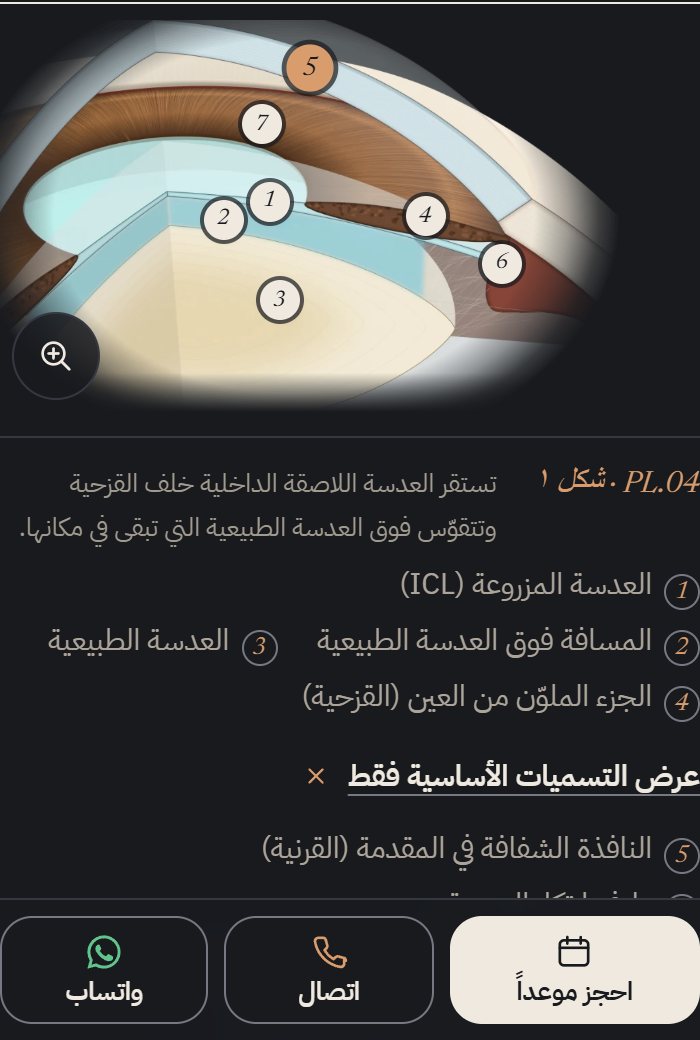 5
7
1
2
4
6
3
PL.04 · شكل ١
تستقر العدسة اللاصقة الداخلية خلف القزحية
وتتقوّس فوق العدسة الطبيعية التي تبقى في مكانها.
1 العدسة المزروعة (ICL)
2 المسافة فوق العدسة الطبيعية 3 العدسة الطبيعية
4 الجزء الملوّن من العين (القزحية)
عرض التسميات الأساسية فقط ×
5 النافذة الشفافة في المقدمة (القرنية)
احجز موعداً
اتصال
واتساب